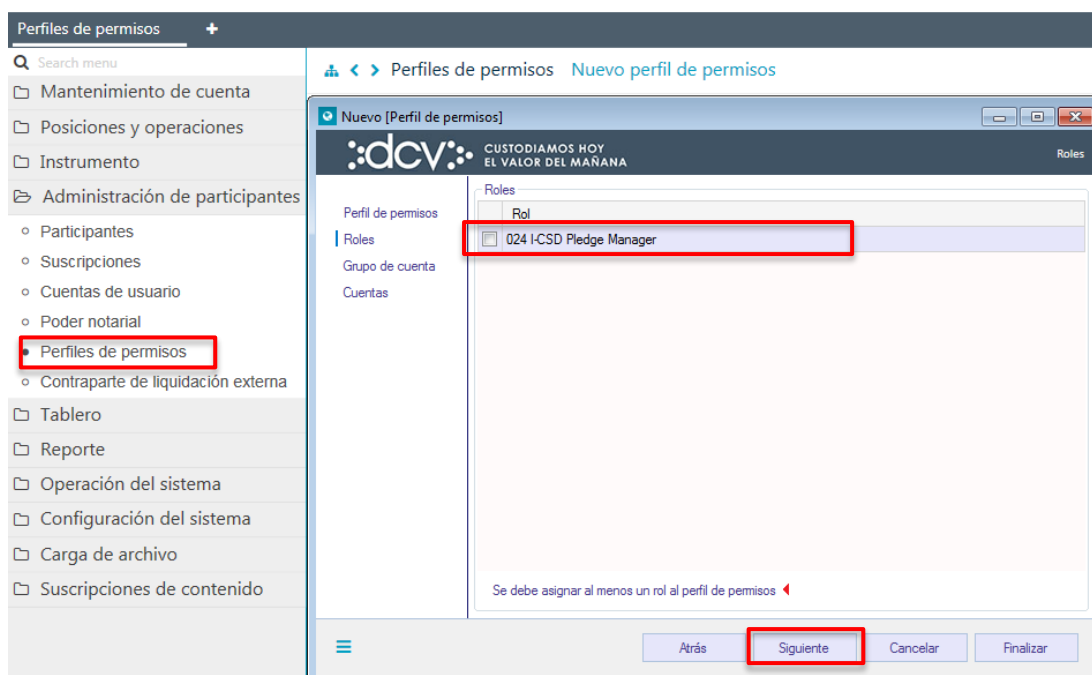 Perfiles de permisos +
Search menu
Mantenimiento de cuenta
Posiciones y operaciones
Instrumento
Administración de participantes
Participantes
Suscripciones
Cuentas de usuario
Poder notarial
Perfiles de permisos
Contraparte de liquidación externa
Tablero
Reporte
Operación del sistema
Configuración del sistema
Carga de archivo
Suscripciones de contenido
Perfiles de permisos Nuevo perfil de permisos
Nuevo [Perfil de permisos]
dcv
CUSTODIAMOS HOY
EL VALOR DEL MAÑANA
Roles
Perfil de permisos
Roles
Grupo de cuenta
Cuentas
Roles
Rol
024 I-CSD Pledge Manager
Se debe asignar al menos un rol al perfil de permisos
Atrás Siguiente Cancelar Finalizar